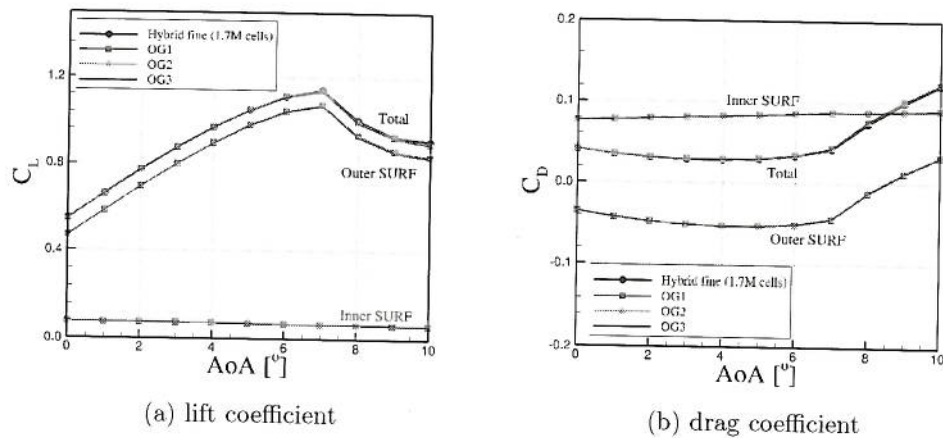 Hybrid fine (1.7M cells)
OG1
OG2
OG3
1.2
0.8
0.4
0.0
C_L
Total
Outer SURF
Inner SURF
0
2
4
6
8
10
AoA [°]
(a) lift coefficient
0.2
0.1
0.0
-0.1
-0.2
C_D
Inner SURF
Total
Outer SURF
Hybrid fine (1.7M cells)
OG1
OG2
OG3
0
2
4
6
8
10
AoA [°]
(b) drag coefficient